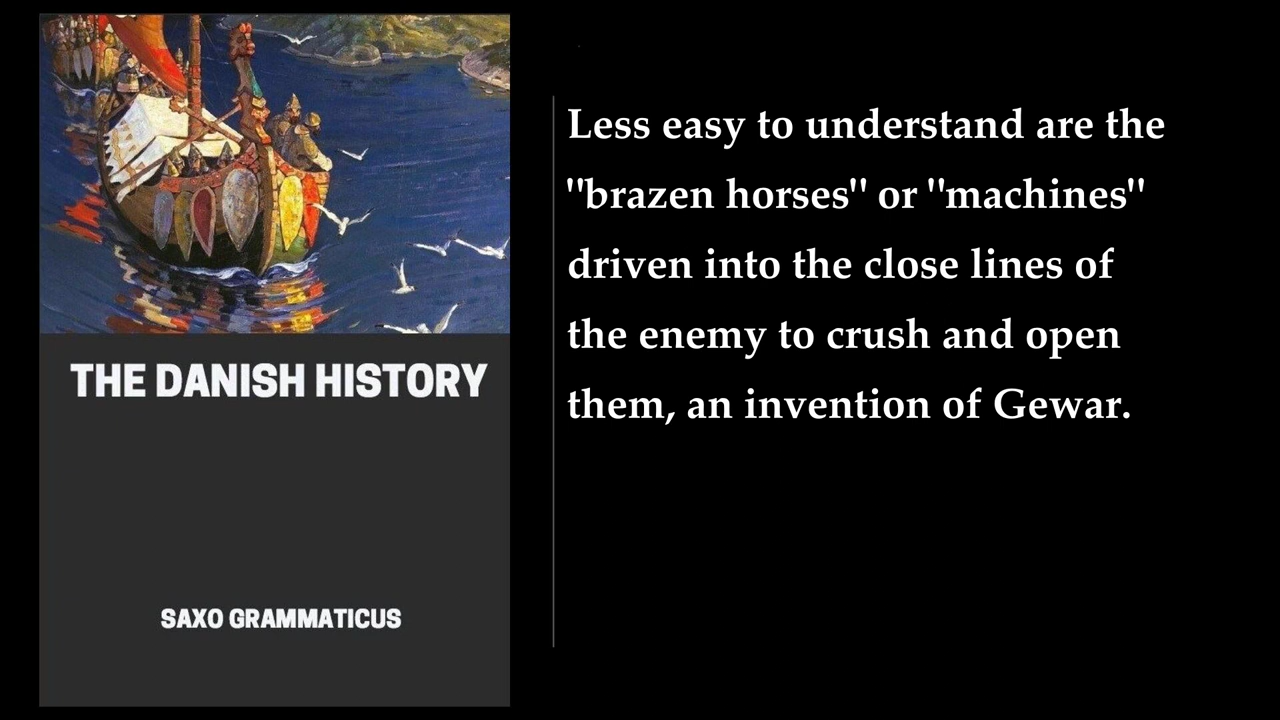 THE DANISH HISTORY
SAXO GRAMMATICUS
Less easy to understand are the
"brazen horses" or "machines"
driven into the close lines of
the enemy to crush and open
them, an invention of Gewar.